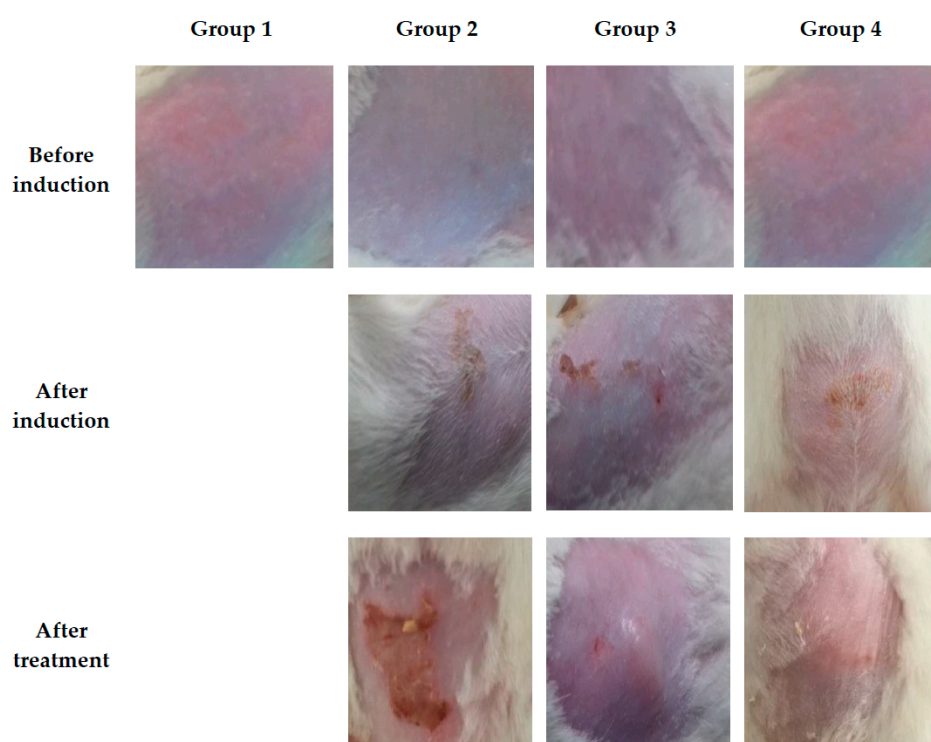 Group 1
Group 2
Group 3
Group 4
Before
induction
After
induction
After
treatment